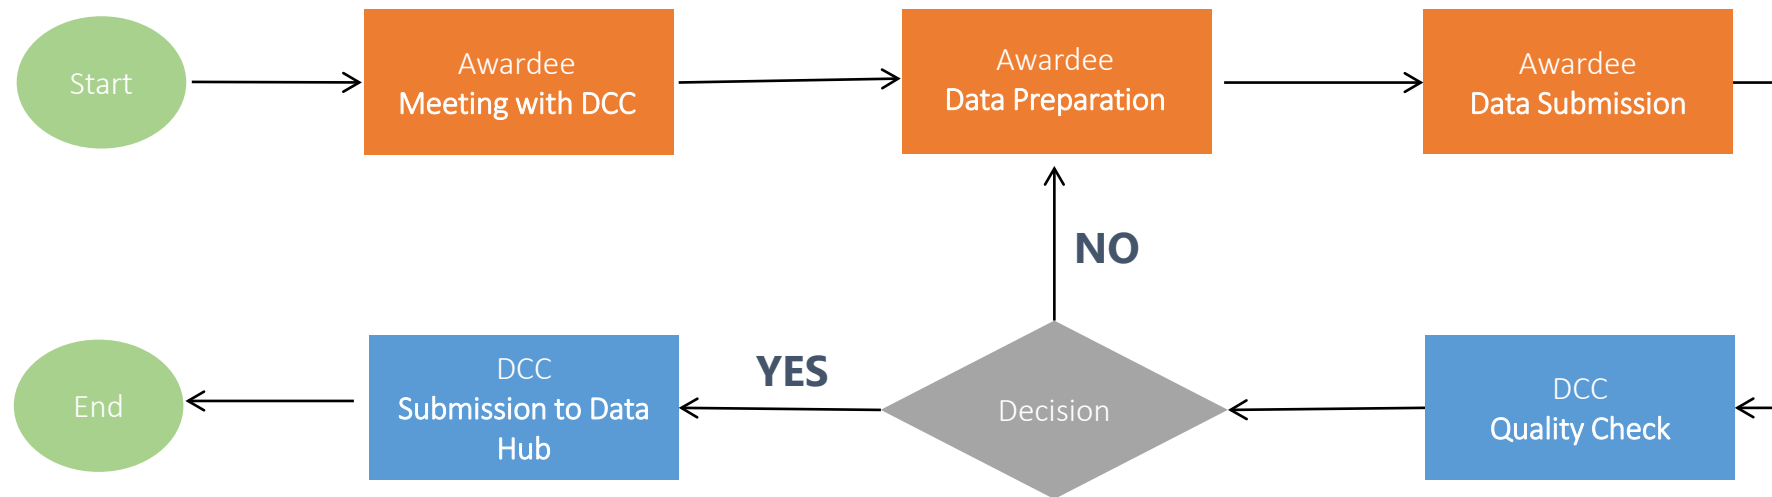 Start
Awardee
Meeting with DCC
Awardee
Data Preparation
Awardee
Data Submission
NO
End
DCC
Submission to Data
Hub
YES
Decision
DCC
Quality Check